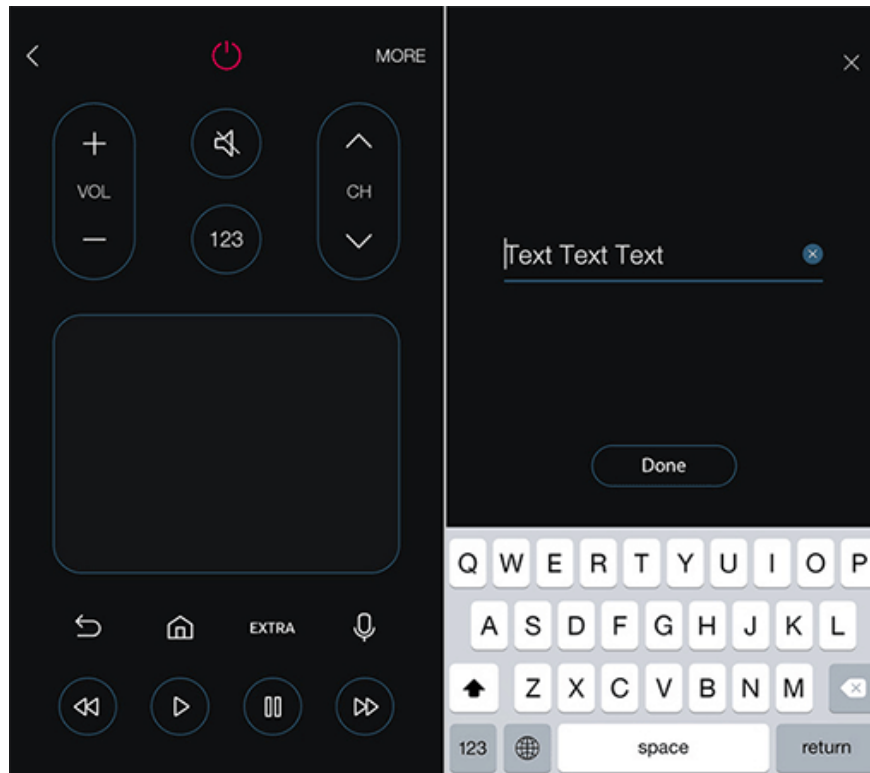 MORE
VOL
CH
123
EXTRA
Text Text Text
Done
Q W E R T Y U I O P
A S D F G H J K L
Z X C V B N M
123 space return